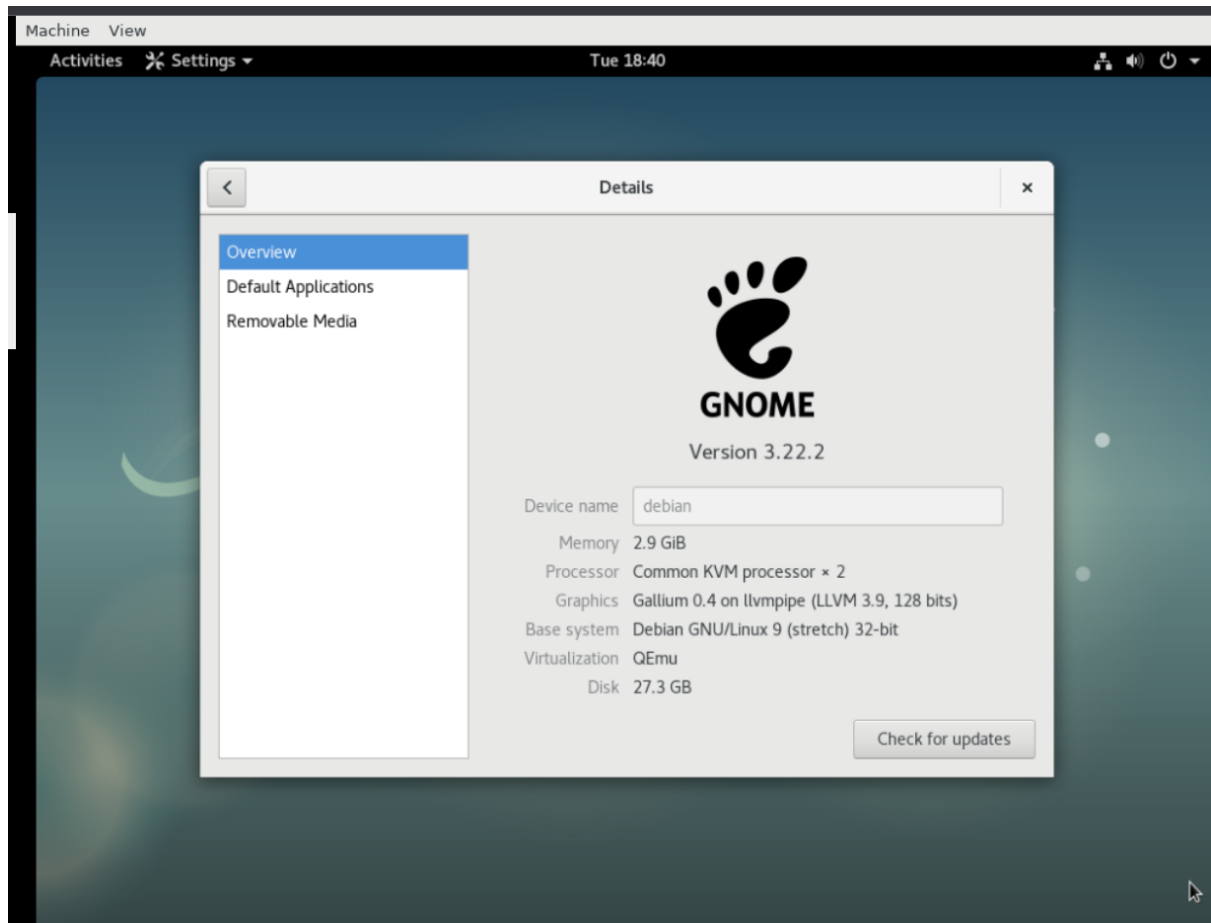 Machine View
Activities Settings Tue 18:40
Details
Overview
Default Applications
Removable Media
GNOME
Version 3.22.2
Device name debian
Memory 2.9 GiB
Processor Common KVM processor × 2
Graphics Gallium 0.4 on llvmpipe (LLVM 3.9, 128 bits)
Base system Debian GNU/Linux 9 (stretch) 32-bit
Virtualization QEmu
Disk 27.3 GB
Check for updates